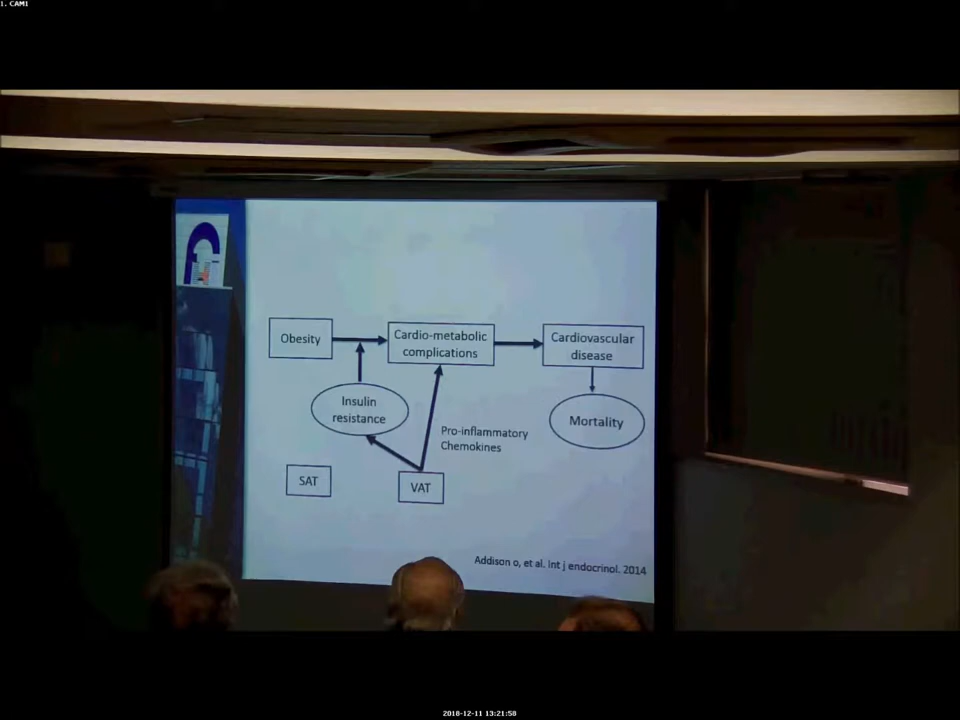 1. CAM1
Obesity
Cardio-metabolic
complications
Cardiovascular
disease
Insulin
resistance
Mortality
Pro-inflammatory
Chemokines
SAT
VAT
Addison o, et al. Int j endocrinol. 2014
2018-12-11 13:21:58